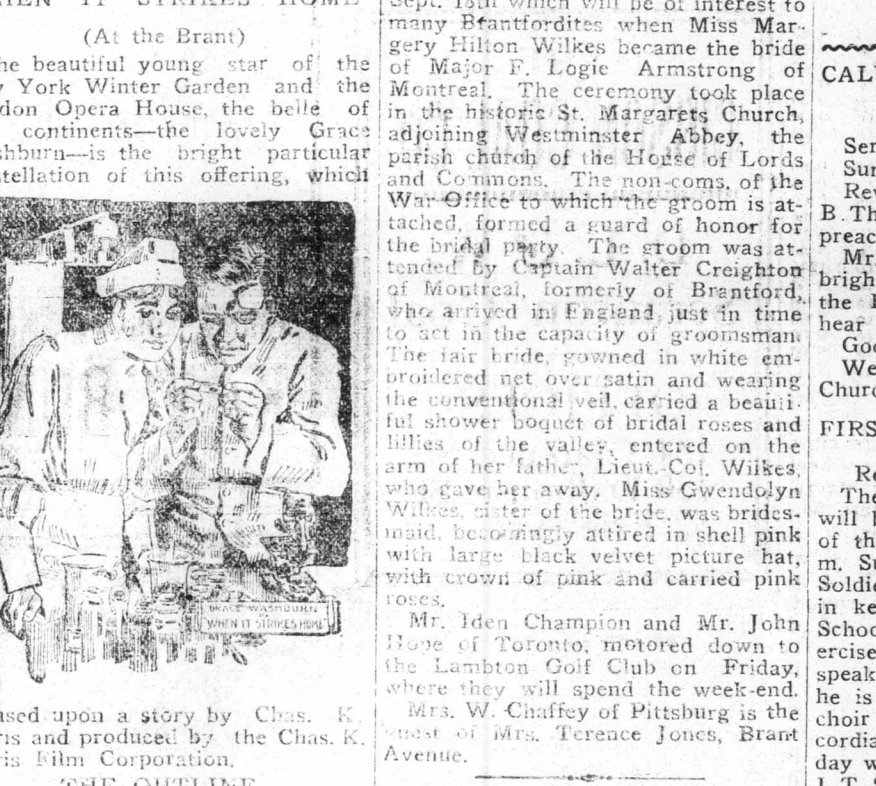 WHEN IT STRIKES HOME
(At the Brant)
he beautiful young star of the
York Winter Garden and the
don Opera House, the belle of
continents—the lovely Grace
shburn—is the bright particular
stellation of this offering, which
GRACE WASHBURN
WHEN IT STRIKES HOME
ased upon a story by Chas. K.
ris and produced by the Chas. K.
ris Film Corporation.
THE OUTLINE
Sept. 18th which will be of interest to
many Brantfordites when Miss Mar-
gery Hilton Wilkes became the bride
of Major F. Logie Armstrong of
Montreal. The ceremony took place
in the historic St. Margarets Church,
adjoining Westminster Abbey, the
parish church of the House of Lords
and Commons. The non-coms. of the
War Office to which the groom is at-
tached, formed a guard of honor for
the bridal party. The groom was at-
tended by Captain Walter Creighton
of Montreal, formerly of Brantford,
who arrived in England just in time
to act in the capacity of groomsman.
The fair bride, gowned in white em-
broidered net over satin and wearing
the conventional veil, carried a beauti-
ful shower boquet of bridal roses and
lillies of the valley, entered on the
arm of her father, Lieut.-Col. Wilkes,
who gave her away. Miss Gwendolyn
Wilkes, sister of the bride, was brides-
maid, becomingly attired in shell pink
with large black velvet picture hat,
with crown of pink and carried pink
roses.
Mr. Iden Champion and Mr. John
Hope of Toronto, motored down to
the Lambton Golf Club on Friday,
where they will spend the week-end.
Mrs. W. Chaffey of Pittsburg is the
guest of Mrs. Terence Jones, Brant
Avenue.
CAL
Ser
Sun
Rev
B. Th
preac
Mr.
brigh
the
hear
Goo
We
Churc
FIRS
Re
The
will
of th
m. Su
Soldie
in ke
Schoo
ercise
speak
he is
choir
cordia
day w